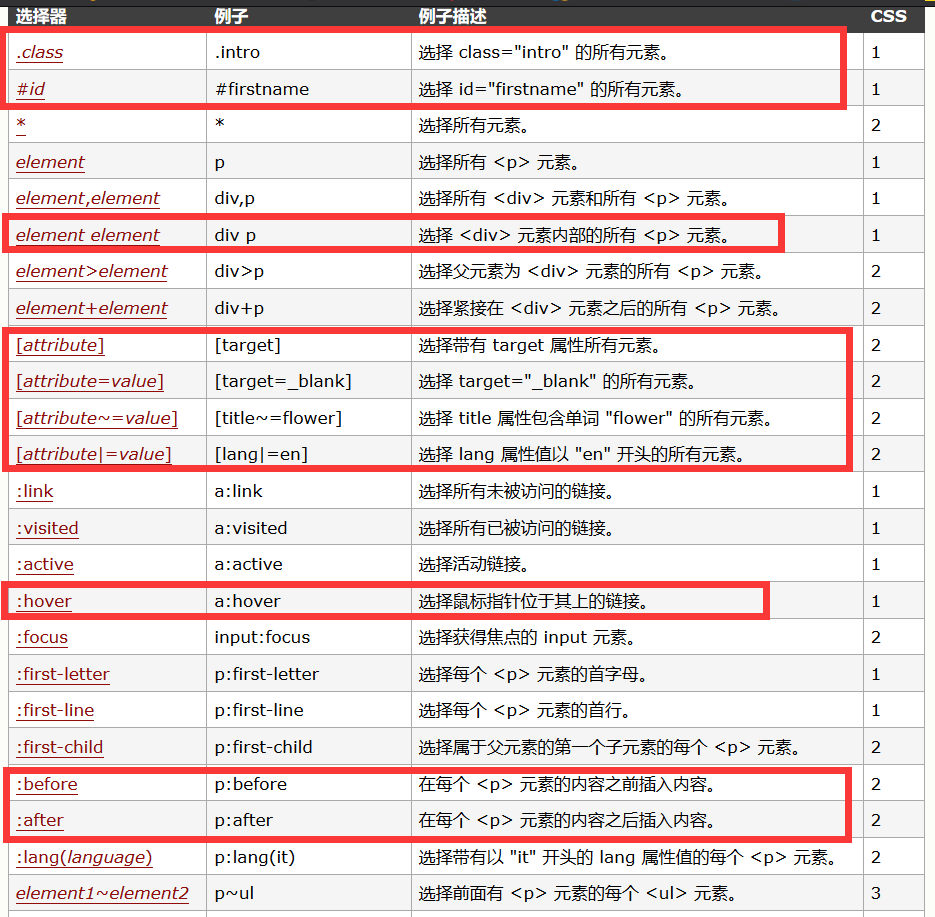 选择器 例子 例子描述 CSS
.class .intro 选择 class="intro" 的所有元素。 1
#id #firstname 选择 id="firstname" 的所有元素。 1
* * 选择所有元素。 2
element p 选择所有 <p> 元素。 1
element,element div,p 选择所有 <div> 元素和所有 <p> 元素。 1
element element div p 选择 <div> 元素内部的所有 <p> 元素。 1
element>element div>p 选择父元素为 <div> 元素的所有 <p> 元素。 2
element+element div+p 选择紧接在 <div> 元素之后的所有 <p> 元素。 2
[attribute] [target] 选择带有 target 属性所有元素。 2
[attribute=value] [target=_blank] 选择 target="_blank" 的所有元素。 2
[attribute~=value] [title~=flower] 选择 title 属性包含单词 "flower" 的所有元素。 2
[attribute|=value] [lang|=en] 选择 lang 属性值以 "en" 开头的所有元素。 2
:link a:link 选择所有未被访问的链接。 1
:visited a:visited 选择所有已被访问的链接。 1
:active a:active 选择活动链接。 1
:hover a:hover 选择鼠标指针位于其上的链接。 1
:focus input:focus 选择获得焦点的 input 元素。 2
:first-letter p:first-letter 选择每个 <p> 元素的首字母。 1
:first-line p:first-line 选择每个 <p> 元素的首行。 1
:first-child p:first-child 选择属于父元素的第一个子元素的每个 <p> 元素。 2
:before p:before 在每个 <p> 元素的内容之前插入内容。 2
:after p:after 在每个 <p> 元素的内容之后插入内容。 2
:lang(language) p:lang(it) 选择带有以 "it" 开头的 lang 属性值的每个 <p> 元素。 2
element1~element2 p~ul 选择前面有 <p> 元素的每个 <ul> 元素。 3